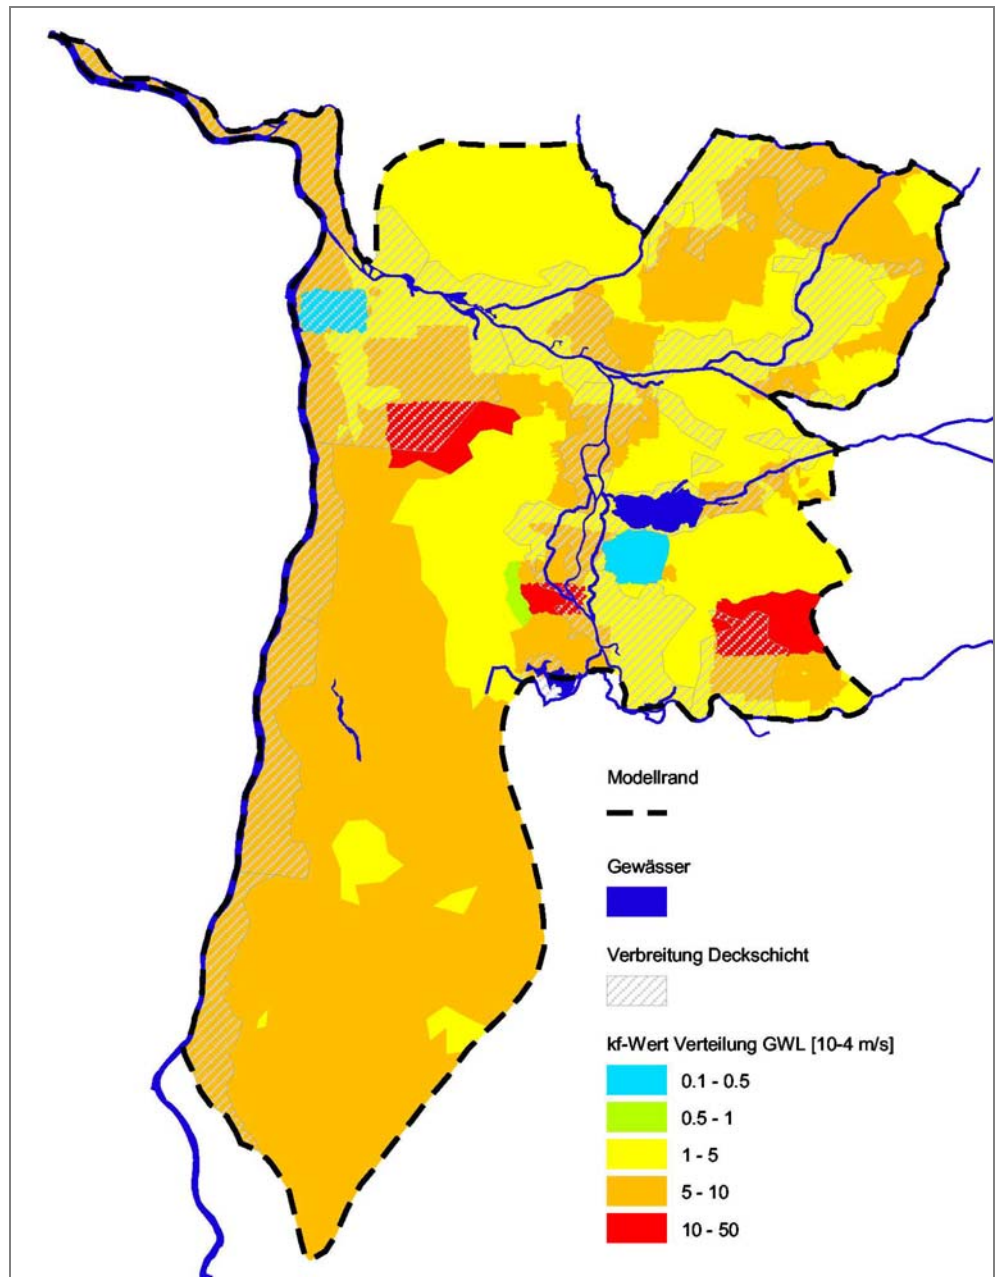 Modellrand
Gewässer
Verbreitung Deckschicht
kf-Wert Verteilung GWL [10-4 m/s]
0.1 - 0.5
0.5 - 1
1 - 5
5 - 10
10 - 50